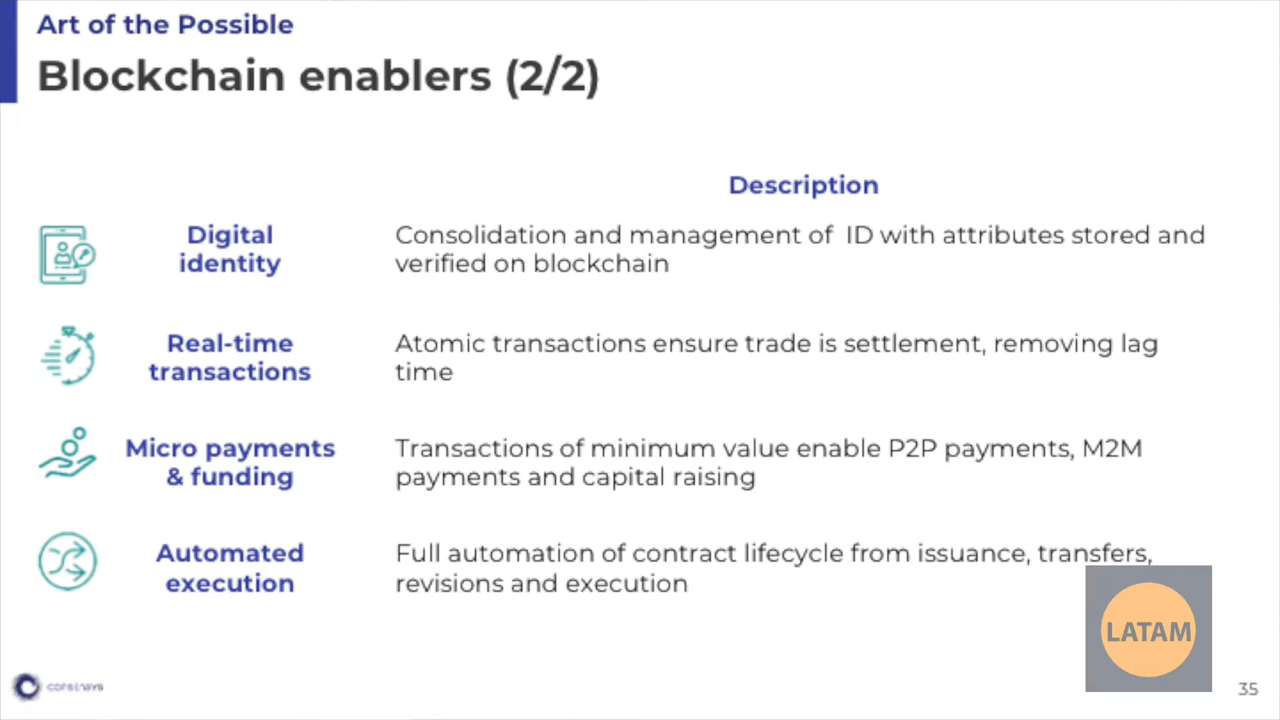 Art of the Possible
Blockchain enablers (2/2)
Description
Digital
identity
Consolidation and management of ID with attributes stored and
verified on blockchain
Real-time
transactions
Atomic transactions ensure trade is settlement, removing lag
time
Micro payments
& funding
Transactions of minimum value enable P2P payments, M2M
payments and capital raising
Automated
execution
Full automation of contract lifecycle from issuance, transfers,
revisions and execution
LATAM
35